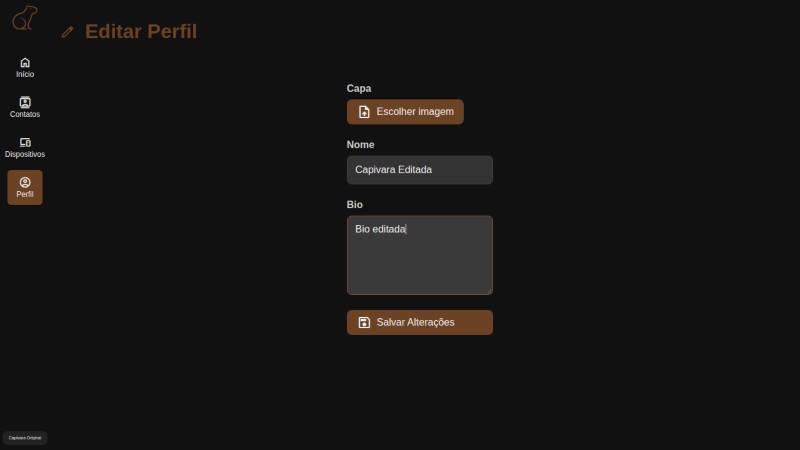 Editar Perfil
Início
Contatos
Dispositivos
Perfil
Capa
Escolher imagem
Nome
Capivara Editada
Bio
Bio editada
Salvar Alterações
Capivara Original